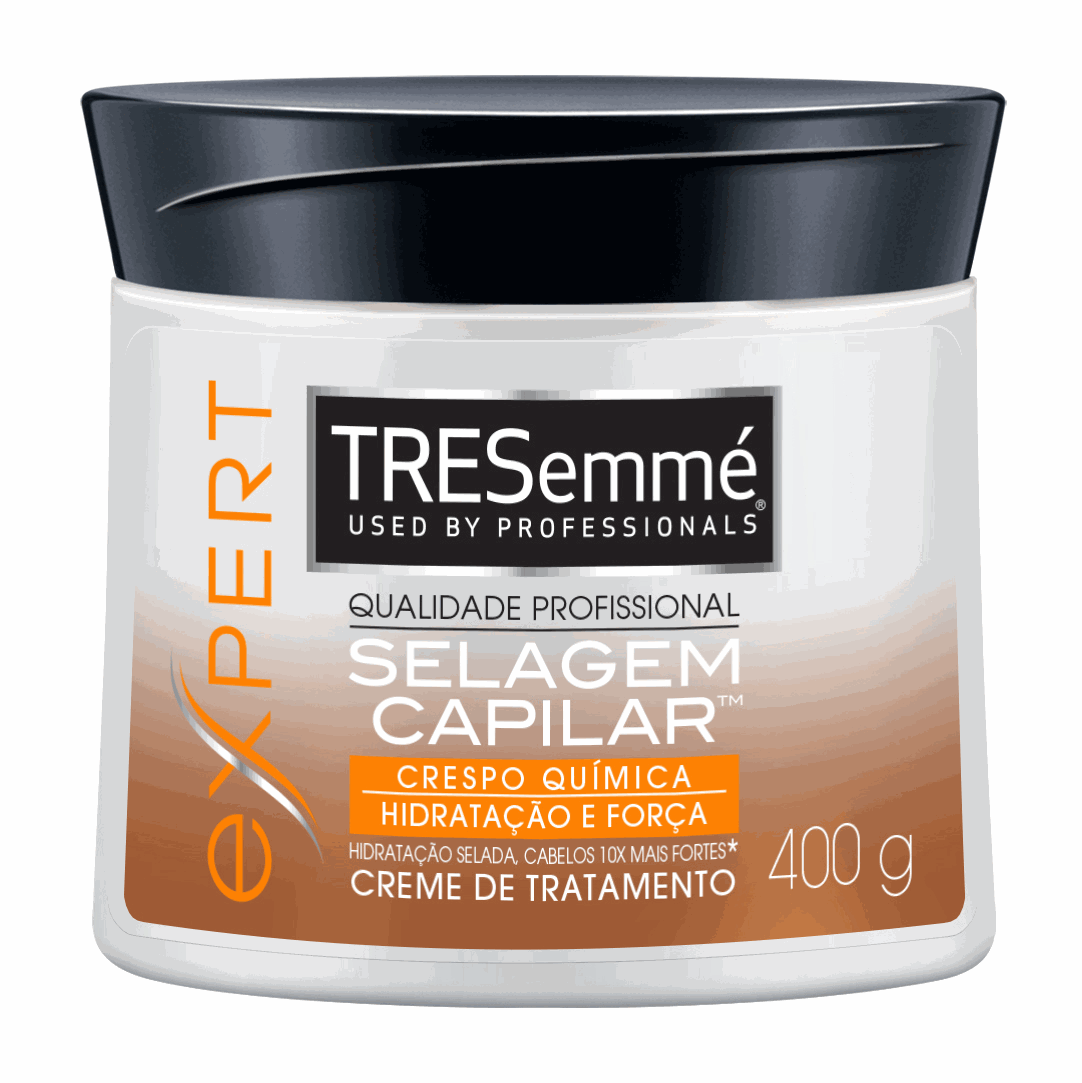 EXPERT
TRESemmé®
USED BY PROFESSIONALS
QUALIDADE PROFISSIONAL
SELAGEM
CAPILAR™
CRESPO QUÍMICA
HIDRATAÇÃO E FORÇA
HIDRATAÇÃO SELADA, CABELOS 10X MAIS FORTES*
CREME DE TRATAMENTO
400 g